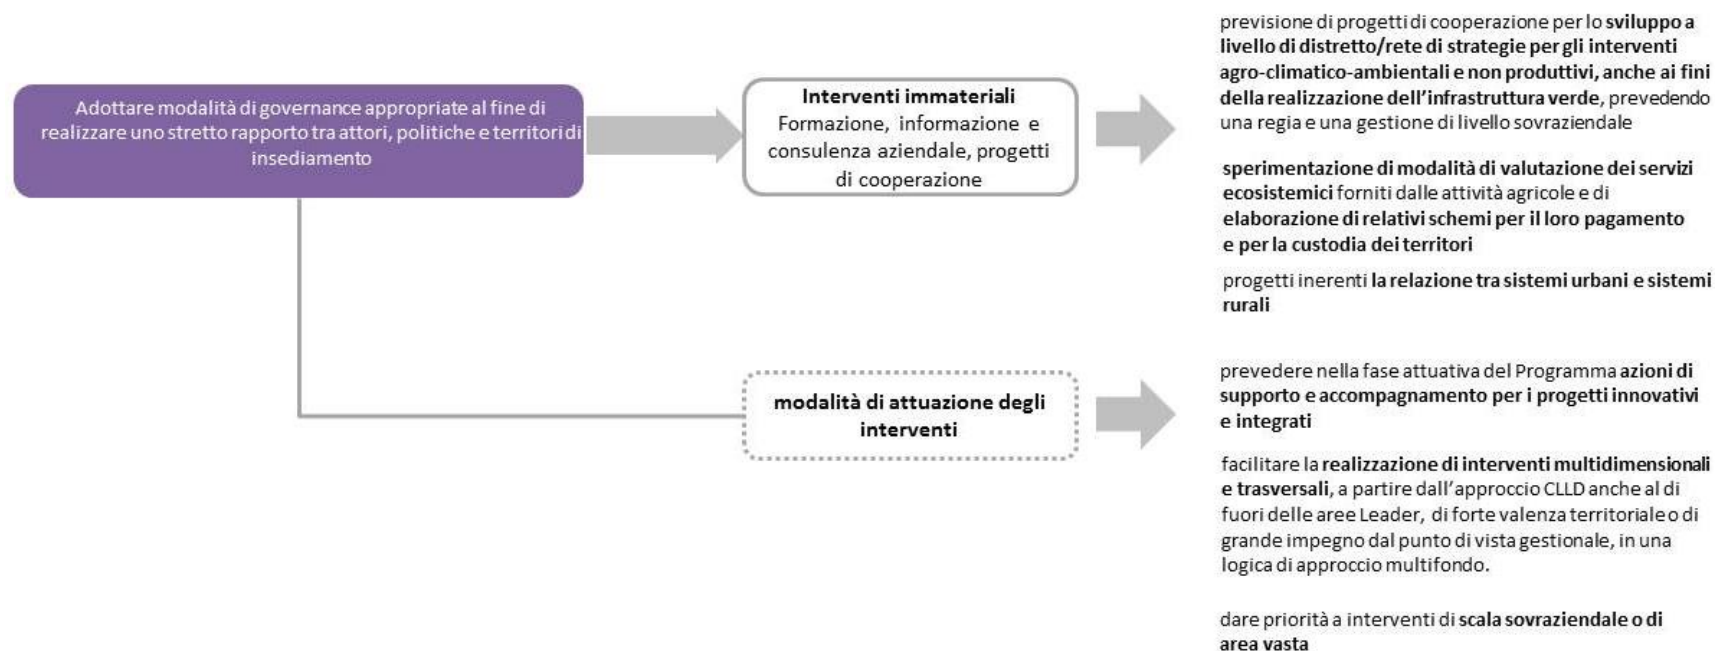 Adottare modalità di governance appropriate al fine di
realizzare uno stretto rapporto tra attori, politiche e territori di
insediamento
Interventi immateriali
Formazione, informazione e
consulenza aziendale, progetti
di cooperazione
previsione di progetti di cooperazione per lo sviluppo a
livello di distretto/rete di strategie per gli interventi
agro-climatico-ambientali e non produttivi, anche ai fini
della realizzazione dell'infrastruttura verde, prevedendo
una regia e una gestione di livello sovraziendale
sperimentazione di modalità di valutazione dei servizi
ecosistemici forniti dalle attività agricole e di
elaborazione di relativi schemi per il loro pagamento
e per la custodia dei territori
progetti inerenti la relazione tra sistemi urbani e sistemi
rurali
modalità di attuazione degli
interventi
prevedere nella fase attuativa del Programma azioni di
supporto e accompagnamento per i progetti innovativi
e integrati
facilitare la realizzazione di interventi multidimensionali
e trasversali, a partire dall'approccio CLLD anche al di
fuori delle aree Leader, di forte valenza territoriale o di
grande impegno dal punto di vista gestionale, in una
logica di approccio multifondo.
dare priorità a interventi di scala sovraziendale o di
area vasta